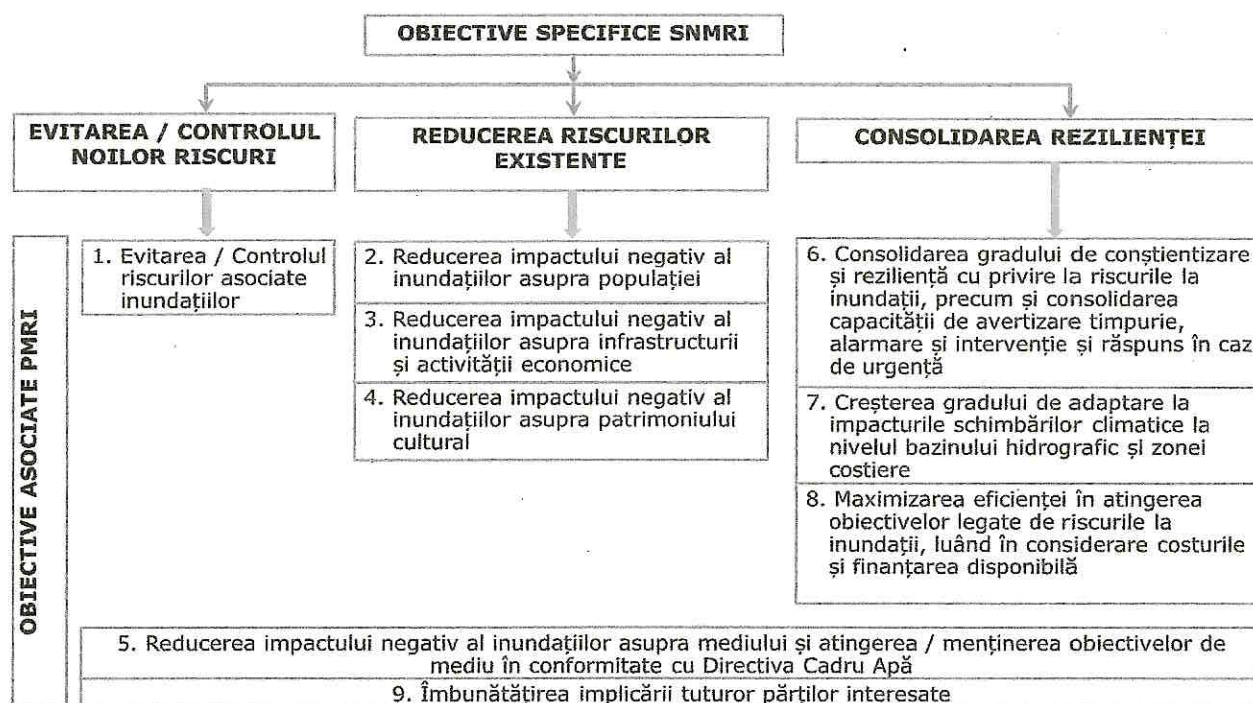 OBIECTIVE SPECIFICE SNMRI
EVITAREA / CONTROLUL
NOILOR RISCURI
REDUCEREA RISCURILOR
EXISTENTE
CONSOLIDAREA REZILIENȚEI
OBIECTIVE ASOCIATE PMRI
1. Evitarea / Controlul
riscurilor asociate
inundațiilor
2. Reducerea impactului negativ al
inundațiilor asupra populației
3. Reducerea impactului negativ al
inundațiilor asupra infrastructurii
și activității economice
4. Reducerea impactului negativ al
inundațiilor asupra patrimoniului
cultural
6. Consolidarea gradului de conștientizare
și reziliență cu privire la riscurile la
inundații, precum și consolidarea
capacității de avertizare timpurie,
alarmare și intervenție și răspuns în caz
de urgență
7. Creșterea gradului de adaptare la
impacturile schimbărilor climatice la
nivelul bazinului hidrografic și zonei
costiere
8. Maximizarea eficienței în atingerea
obiectivelor legate de riscurile la
inundații, luând în considerare costurile
și finanțarea disponibilă
5. Reducerea impactului negativ al inundațiilor asupra mediului și atingerea / menținerea obiectivelor de
mediu în conformitate cu Directiva Cadru Apă
9. Îmbunătățirea implicării tuturor părților interesate